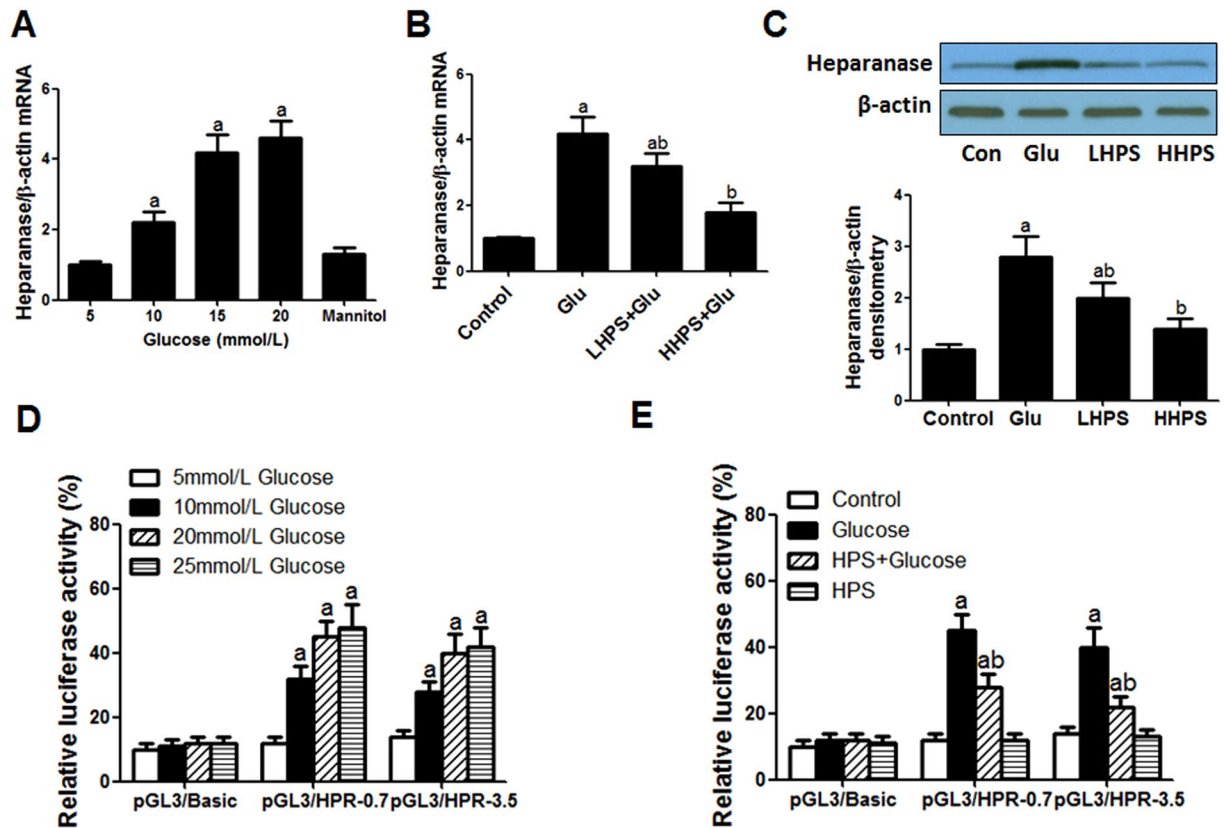 A
Heparanase/β-actin mRNA
6
4
2
0
a
a
a
5
10
15
20
Mannitol
Glucose (mmol/L)
B
Heparanase/β-actin mRNA
6
4
2
0
a
ab
b
Control
Glu
LHPS+Glu
HHPS+Glu
C
Heparanase
β-actin
Con Glu LHPS HHPS
Heparanase/β-actin
densitometry
4
3
2
1
0
a
ab
b
Control
Glu
LHPS
HHPS
D
Relative luciferase activity (%)
5mmol/L Glucose
10mmol/L Glucose
20mmol/L Glucose
25mmol/L Glucose
80
60
40
20
0
a
a
a
a
a
a
pGL3/Basic
pGL3/HPR-0.7
pGL3/HPR-3.5
E
Relative luciferase activity (%)
Control
Glucose
HPS+Glucose
HPS
80
60
40
20
0
a
ab
a
ab
pGL3/Basic
pGL3/HPR-0.7
pGL3/HPR-3.5